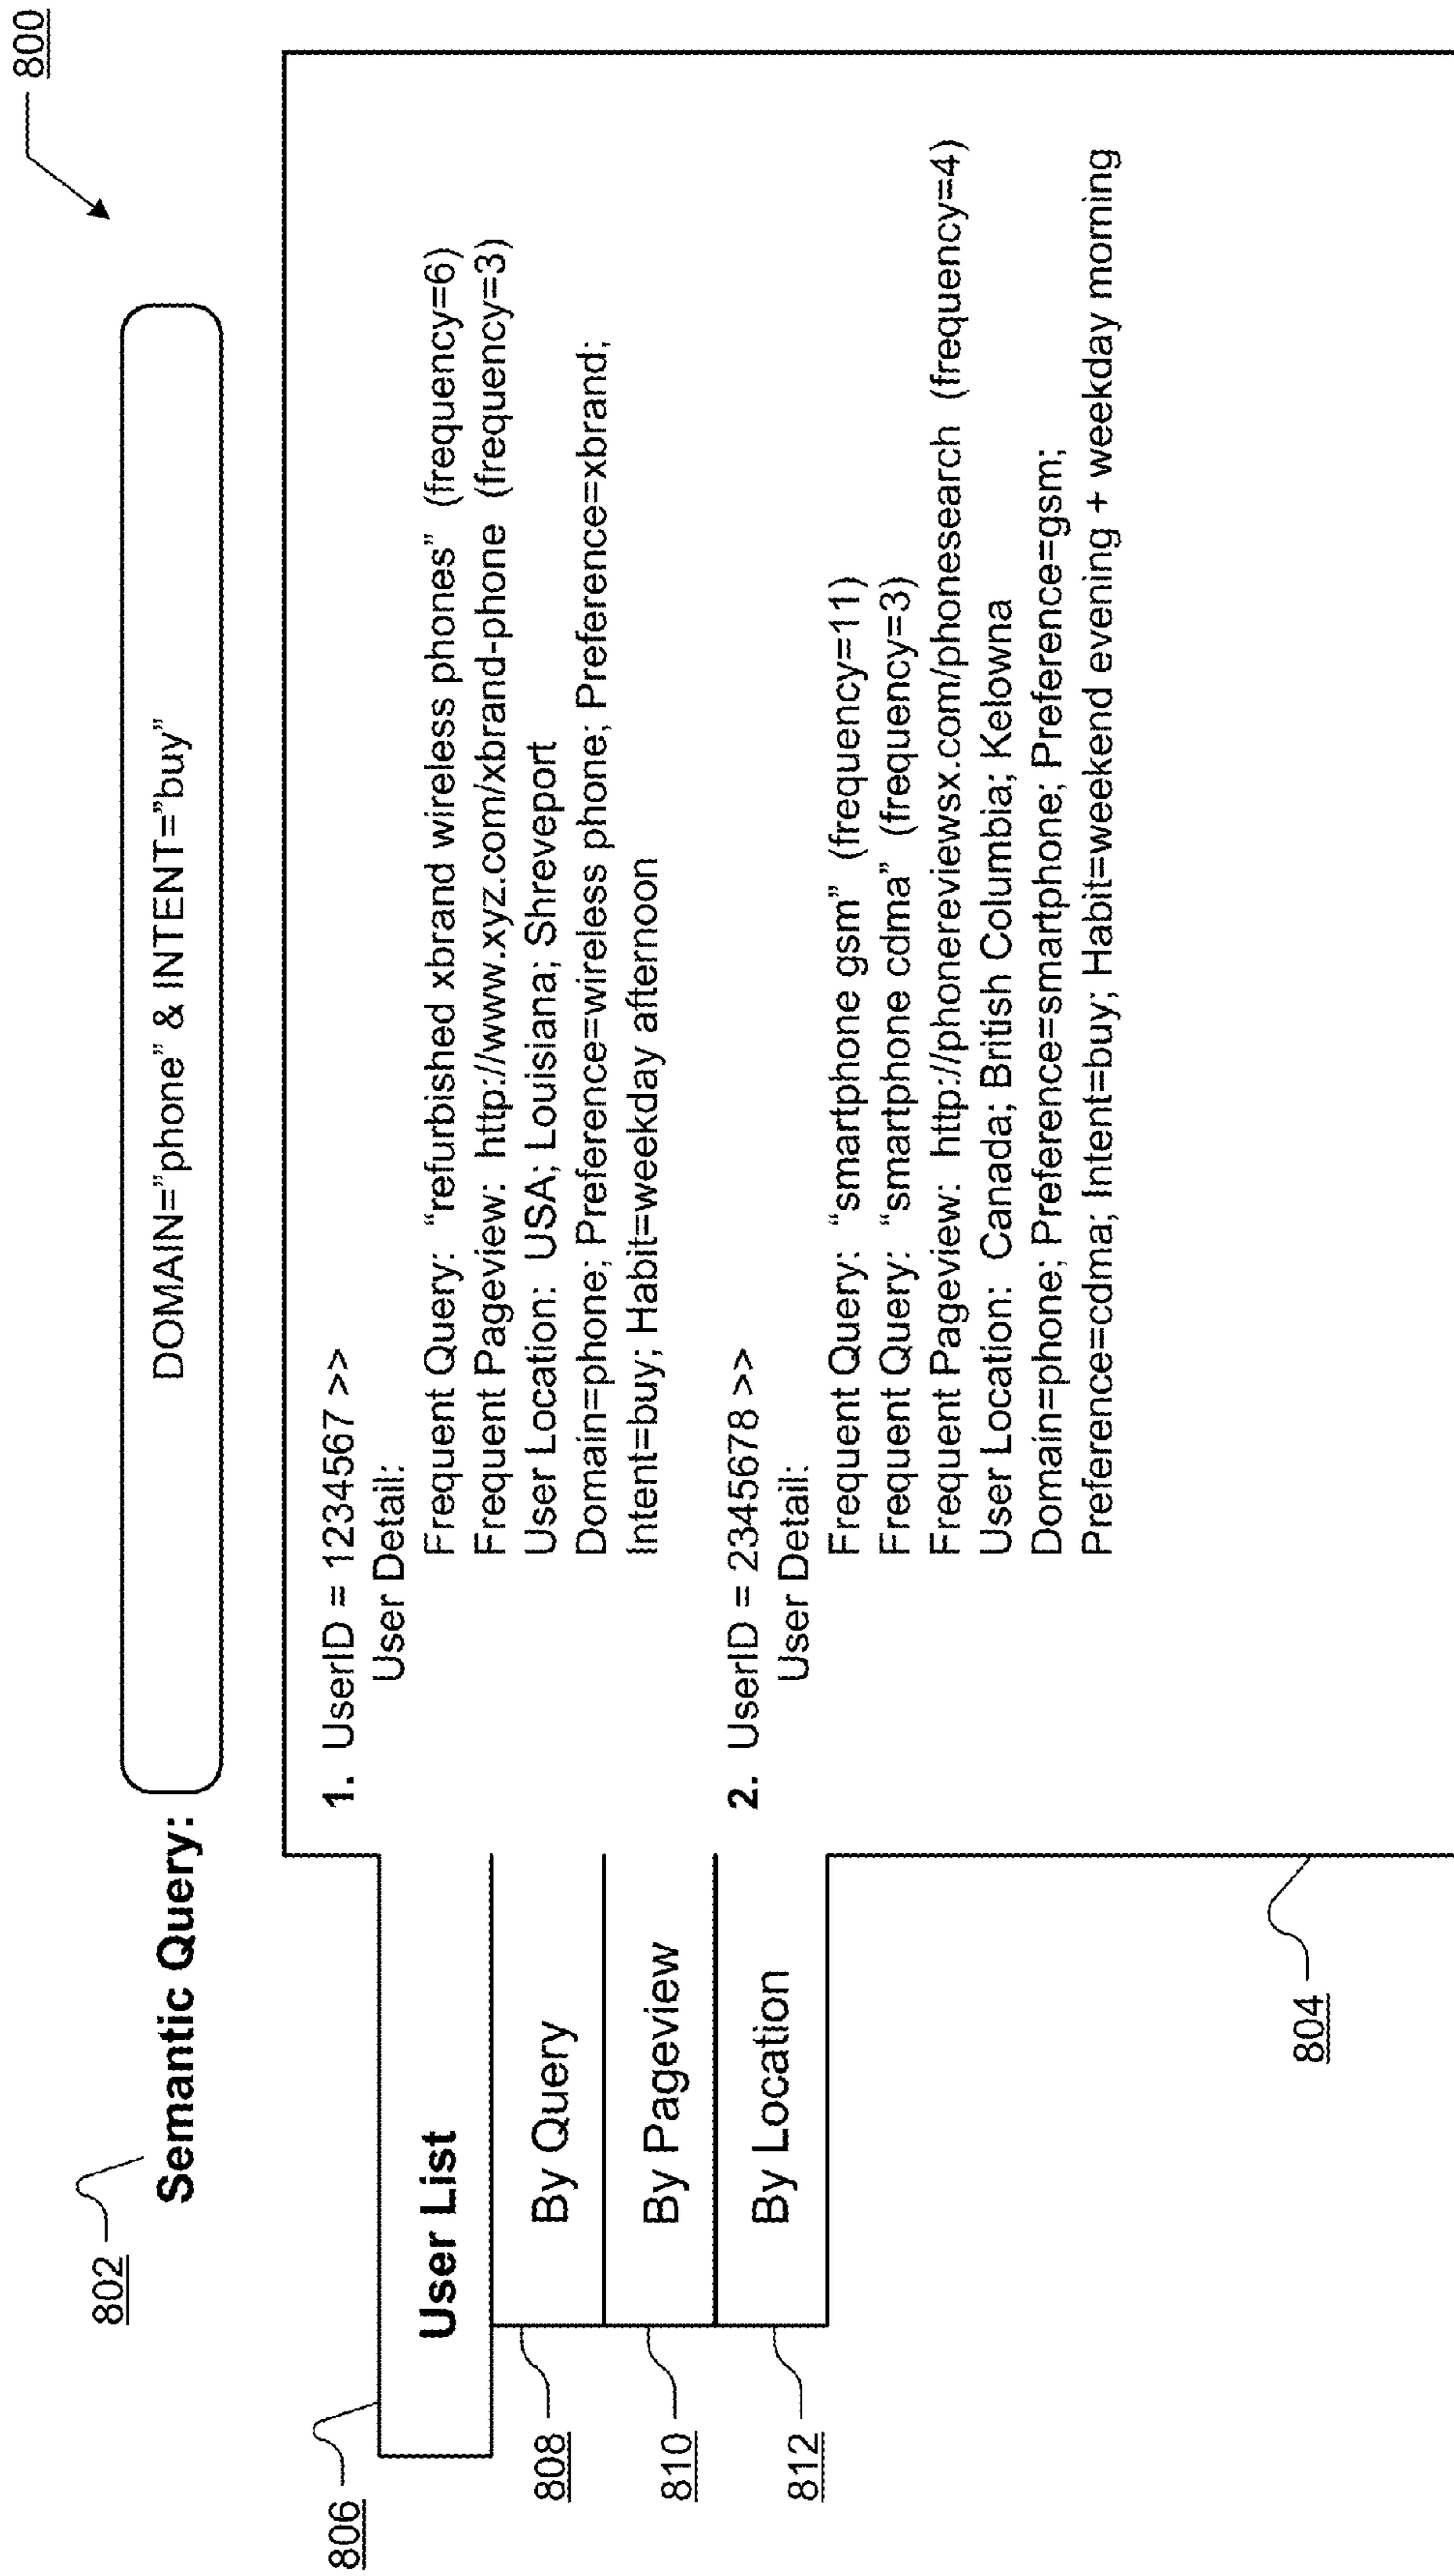 800
802
Semantic Query:
DOMAIN=”phone” & INTENT=”buy”
806
User List
808
By Query
810
By Pageview
812
By Location
804
1. UserID = 1234567 >>
User Detail:
Frequent Query: “refurbished xbrand wireless phones” (frequency=6)
Frequent Pageview: http://www.xyz.com/xbrand-phone (frequency=3)
User Location: USA; Louisiana; Shreveport
Domain=phone; Preference=wireless phone; Preference=xbrand;
Intent=buy; Habit=weekday afternoon
2. UserID = 2345678 >>
User Detail:
Frequent Query: “smartphone gsm” (frequency=11)
Frequent Query: “smartphone cdma” (frequency=3)
Frequent Pageview: http://phonereviewsx.com/phonesearch (frequency=4)
User Location: Canada; British Columbia; Kelowna
Domain=phone; Preference=smartphone; Preference=gsm;
Preference=cdma; Intent=buy; Habit=weekend evening + weekday morning